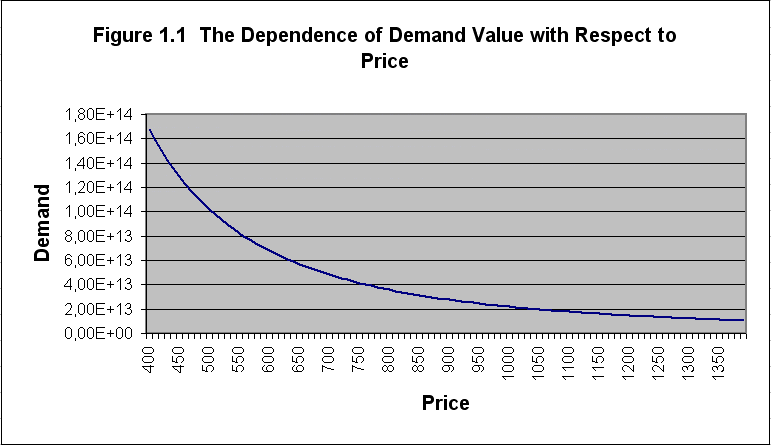 Figure 1.1 The Dependence of Demand Value with Respect to
Price
1,80E+14
1,60E+14
1,40E+14
1,20E+14
1,00E+14
8,00E+13
6,00E+13
4,00E+13
2,00E+13
0,00E+00
Demand
400
450
500
550
600
650
700
750
800
850
900
950
1000
1050
1100
1150
1200
1250
1300
1350
Price